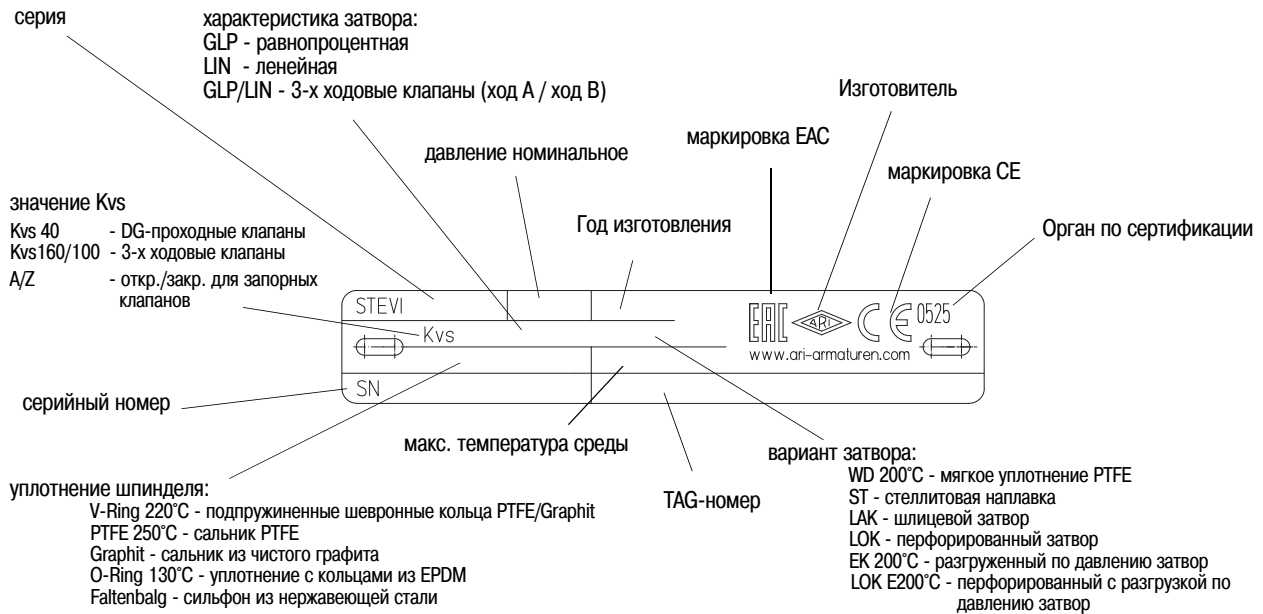 серия
характеристика затвора:
GLP - равнопроцентная
LIN - ленейная
GLP/LIN - 3-х ходовые клапаны (ход A / ход B)
Изготовитель
маркировка EAC
давление номинальное
маркировка CE
значение Kvs
Kvs 40 - DG-проходные клапаны
Kvs160/100 - 3-х ходовые клапаны
A/Z - откр./закр. для запорных
клапанов
Год изготовления
Орган по сертификации
STEVI
EAC ARI CE 0525
Kvs
www.ari-armaturen.com
SN
серийный номер
макс. температура среды
вариант затвора:
WD 200°C - мягкое уплотнение PTFE
ST - стеллитовая наплавка
LAK - шлицевой затвор
LOK - перфорированный затвор
EK 200°C - разгруженный по давлению затвор
LOK E200°C - перфорированный с разгрузкой по
давлению затвор
TAG-номер
уплотнение шпинделя:
V-Ring 220°C - подпружиненные шевронные кольца PTFE/Graphit
PTFE 250°C - сальник PTFE
Graphit - сальник из чистого графита
O-Ring 130°C - уплотнение с кольцами из EPDM
Faltenbalg - сильфон из нержавеющей стали